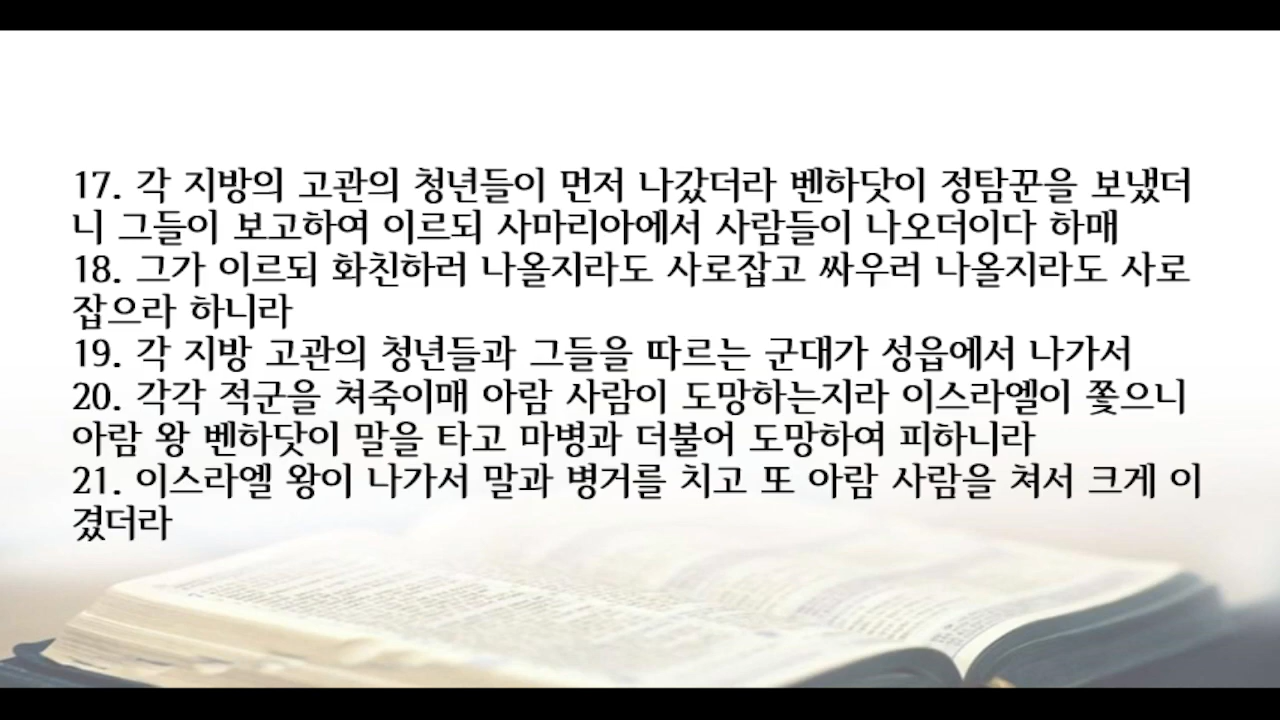 17. 각 지방의 고관의 청년들이 먼저 나갔더라 벤하닷이 정탐꾼을 보냈더
니 그들이 보고하여 이르되 사마리아에서 사람들이 나오더이다 하매
18. 그가 이르되 화친하러 나올지라도 사로잡고 싸우러 나올지라도 사로
잡으라 하니라
19. 각 지방 고관의 청년들과 그들을 따르는 군대가 성읍에서 나가서
20. 각각 적군을 쳐죽이매 아람 사람이 도망하는지라 이스라엘이 쫓으니
아람 왕 벤하닷이 말을 타고 마병과 더불어 도망하여 피하니라
21. 이스라엘 왕이 나가서 말과 병거를 치고 또 아람 사람을 쳐서 크게 이
겼더라